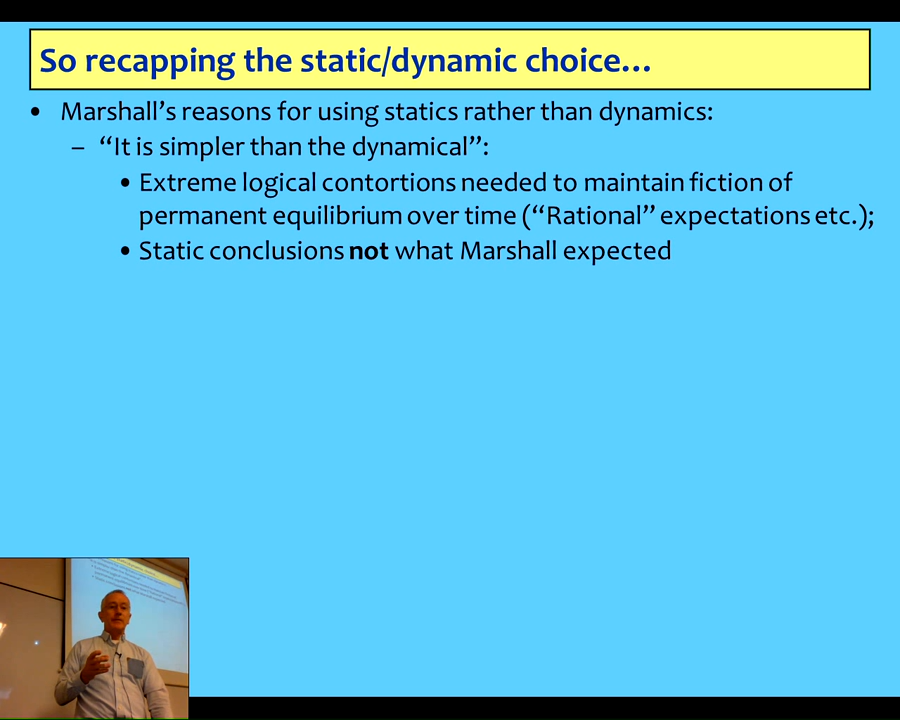 So recapping the static/dynamic choice…
• Marshall’s reasons for using statics rather than dynamics:
– “It is simpler than the dynamical”:
• Extreme logical contortions needed to maintain fiction of
permanent equilibrium over time (“Rational” expectations etc.);
• Static conclusions not what Marshall expected